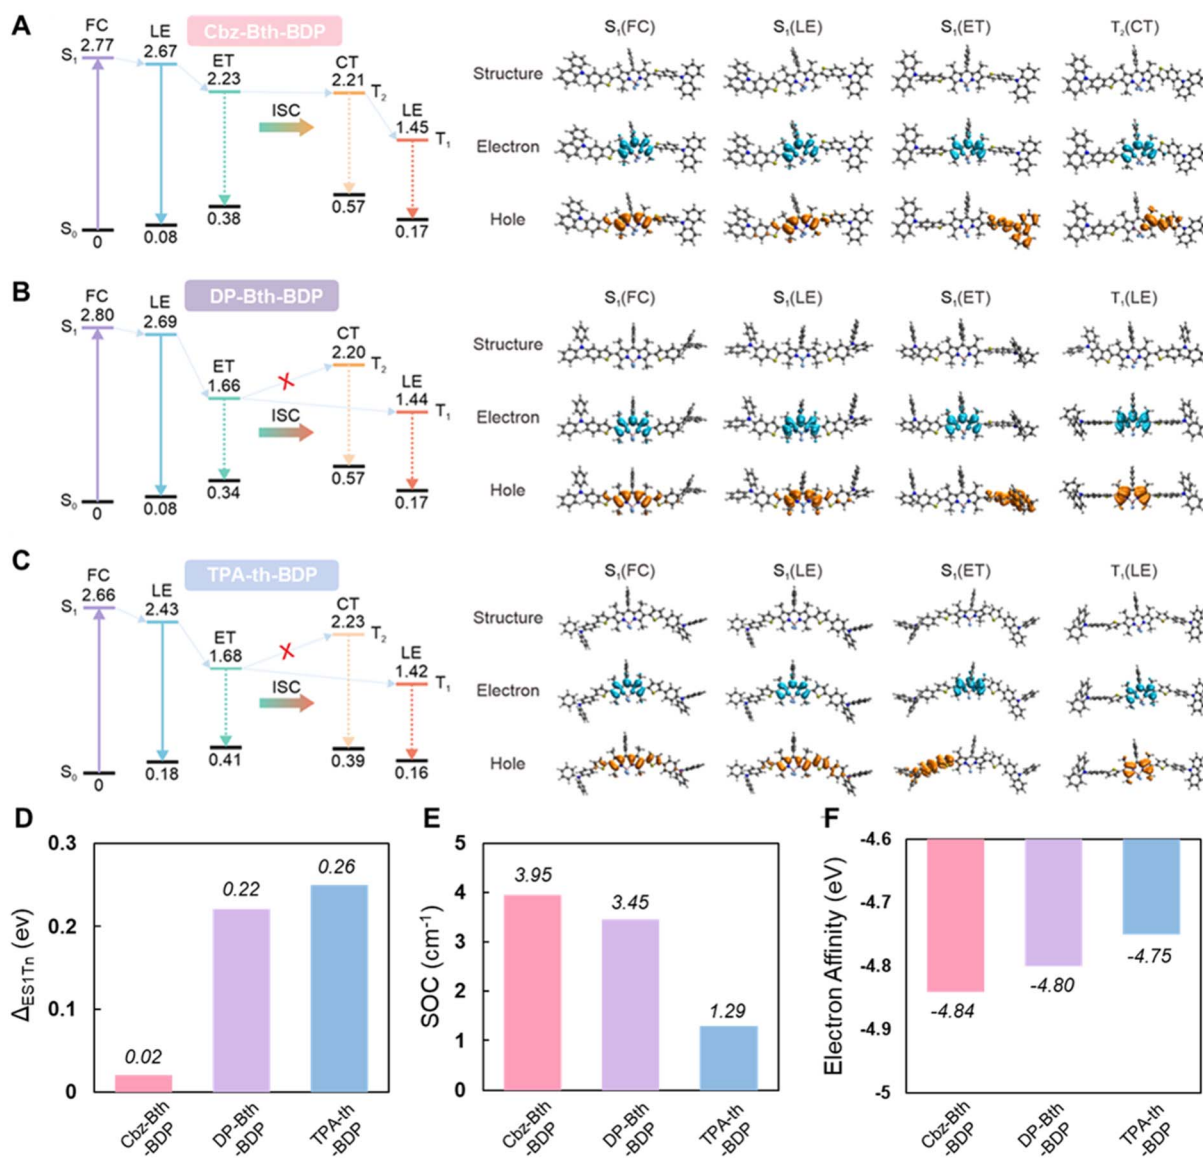 A
Cbz-Bth-BDP
FC
2.77
S1
LE
2.67
ET
2.23
CT
2.21
T2
ISC
LE
1.45
T1
S0
0
0.08
0.38
0.57
0.17
S1(FC)
S1(LE)
S1(ET)
T2(CT)
Structure
Electron
Hole
B
DP-Bth-BDP
FC
2.80
S1
LE
2.69
ET
1.66
X
CT
2.20
T2
ISC
LE
1.44
T1
S0
0
0.08
0.34
0.57
0.17
S1(FC)
S1(LE)
S1(ET)
T1(LE)
Structure
Electron
Hole
C
TPA-th-BDP
FC
2.66
S1
LE
2.43
ET
1.68
X
CT
2.23
T2
ISC
LE
1.42
T1
S0
0
0.18
0.41
0.39
0.16
S1(FC)
S1(LE)
S1(ET)
T1(LE)
Structure
Electron
Hole
D
ΔES1Tn (ev)
0.3
0.2
0.1
0
0.02
0.22
0.26
Cbz-Bth
-BDP
DP-Bth
-BDP
TPA-th
-BDP
E
SOC (cm-1)
5
4
3
2
1
0
3.95
3.45
1.29
Cbz-Bth
-BDP
DP-Bth
-BDP
TPA-th
-BDP
F
Electron Affinity (eV)
-4.6
-4.7
-4.8
-4.9
-5
-4.84
-4.80
-4.75
Cbz-Bth
-BDP
DP-Bth
-BDP
TPA-th
-BDP